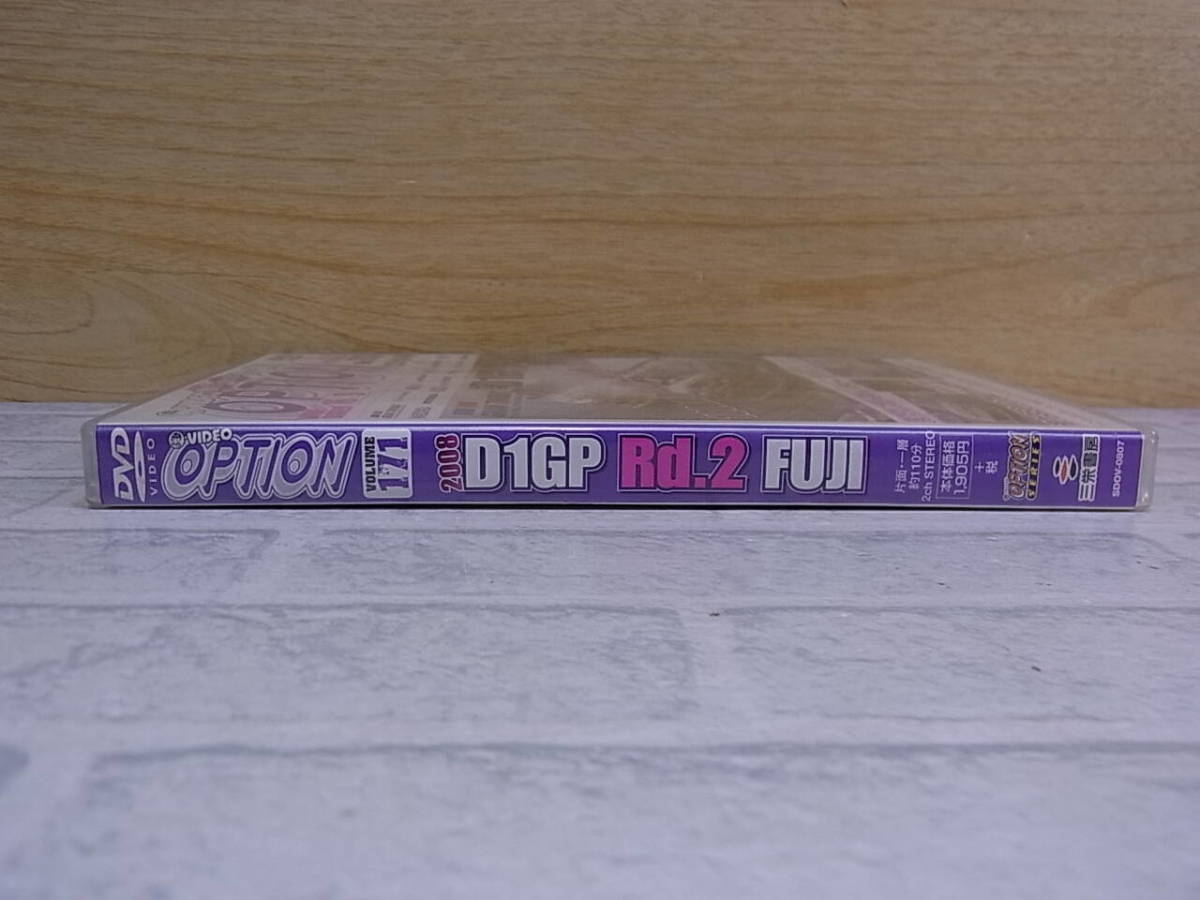 DVD
VIDEO
VIDEO
OPTION
VOLUME
171
2008
D1GP Rd.2 FUJI
片面・一層
約110分
2ch STEREO
本体価格
1,905円
+
税
OPTION
SERIES
三栄書房
SDOV-0807
OPTION